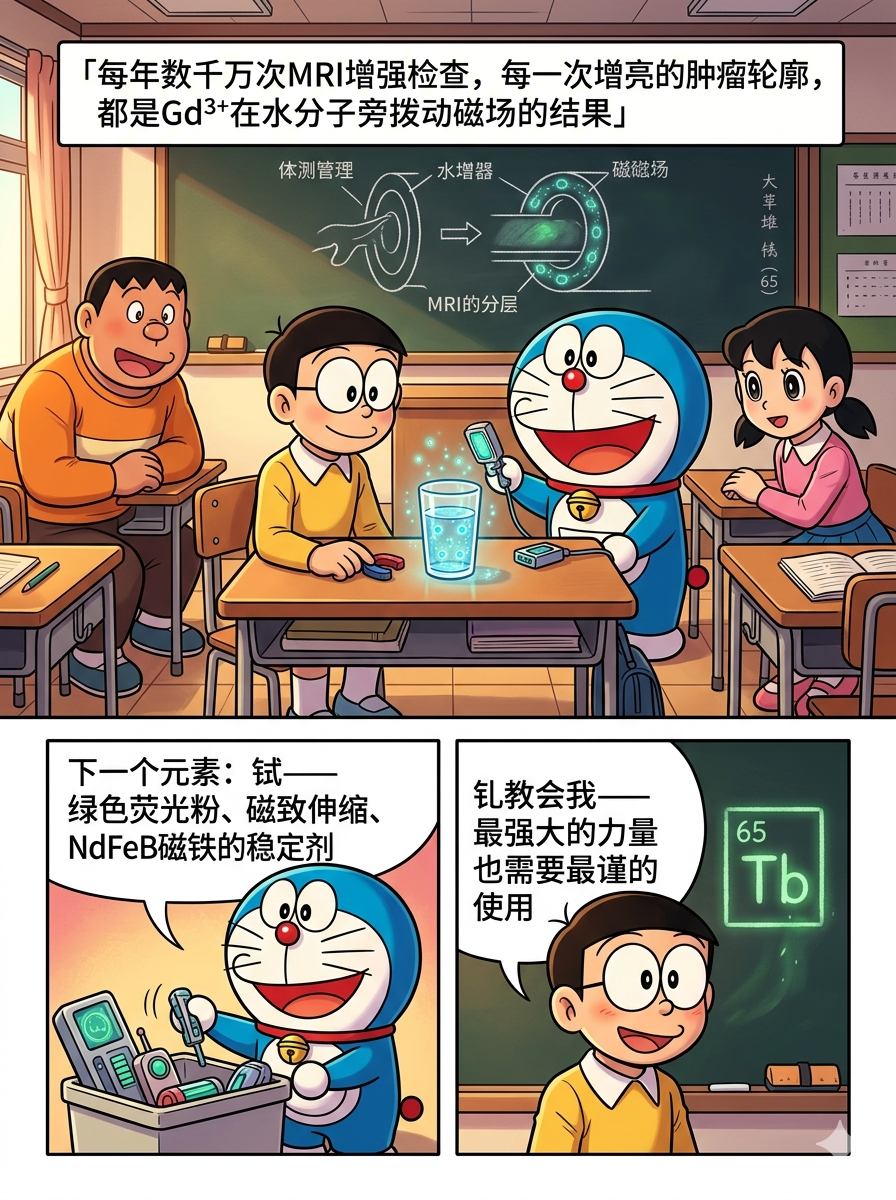 「每年数千万次MRI增强检查，每一次增亮的肿瘤轮廓，
都是Gd³⁺在水分子旁拨动磁场的结果」
体测管理
水增器
磁场
MRI的分层
大
(65)
下一个元素：铽——
绿色荧光粉、磁致伸缩、
NdFeB磁铁的稳定剂
钆教会我——
最强大的力量
也需要最谨的
使用
65
Tb